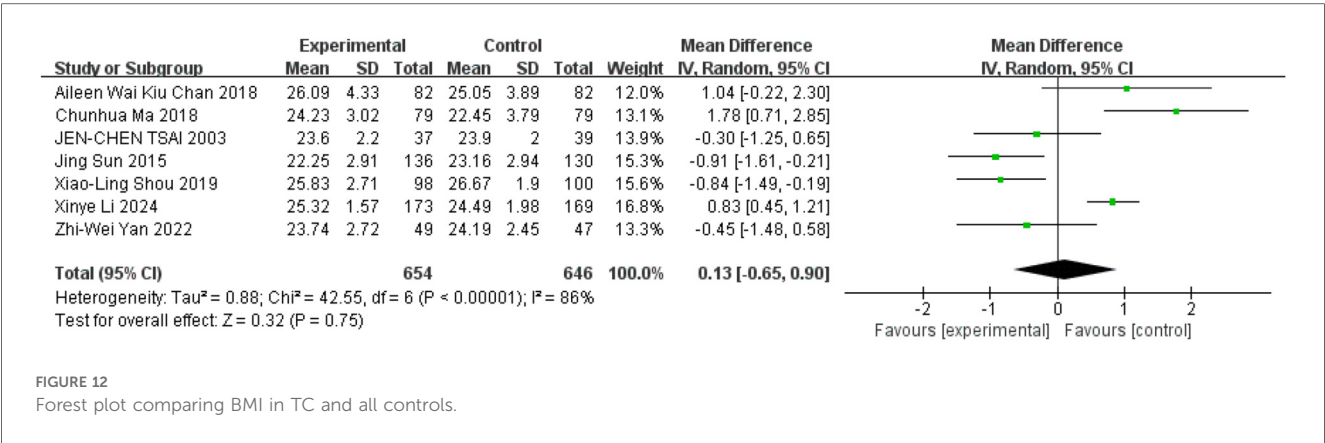 Experimental Control Mean Difference Mean Difference
Study or Subgroup Mean SD Total Mean SD Total Weight IV, Random, 95% CI IV, Random, 95% CI
Aileen Wai Kiu Chan 2018 26.09 4.33 82 25.05 3.89 82 12.0% 1.04 [-0.22, 2.30]
Chunhua Ma 2018 24.23 3.02 79 22.45 3.79 79 13.1% 1.78 [0.71, 2.85]
JEN-CHEN TSAI 2003 23.6 2.2 37 23.9 2 39 13.9% -0.30 [-1.25, 0.65]
Jing Sun 2015 22.25 2.91 136 23.16 2.94 130 15.3% -0.91 [-1.61, -0.21]
Xiao-Ling Shou 2019 25.83 2.71 98 26.67 1.9 100 15.6% -0.84 [-1.49, -0.19]
Xinye Li 2024 25.32 1.57 173 24.49 1.98 169 16.8% 0.83 [0.45, 1.21]
Zhi-Wei Yan 2022 23.74 2.72 49 24.19 2.45 47 13.3% -0.45 [-1.48, 0.58]
Total (95% CI) 654 646 100.0% 0.13 [-0.65, 0.90]
Heterogeneity: Tau² = 0.88; Chi² = 42.55, df = 6 (P < 0.00001); I² = 86%
Test for overall effect: Z = 0.32 (P = 0.75)
-2 -1 0 1 2
Favours [experimental] Favours [control]
FIGURE 12
Forest plot comparing BMI in TC and all controls.